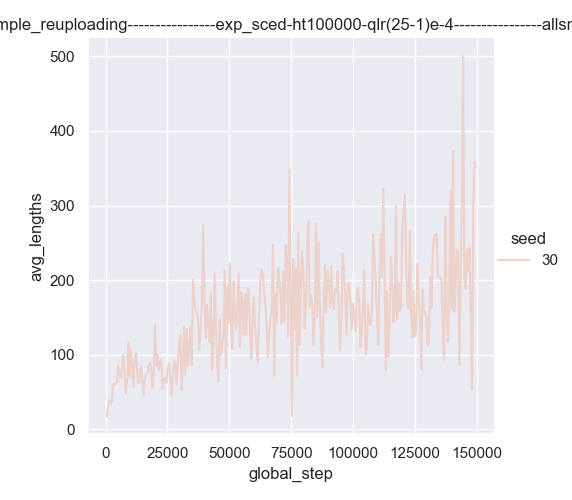 mple_reuploading----------------exp_sced-ht100000-qlr(25-1)e-4----------------allsr
500
400
300
200
100
0
avg_lengths
0 25000 50000 75000 100000 125000 150000
global_step
seed
30